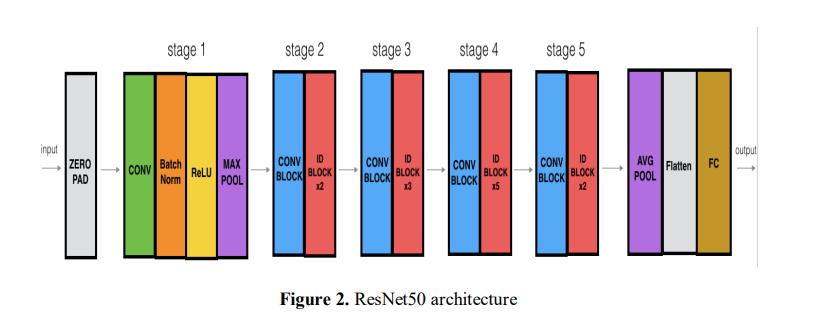 stage 1
stage 2
stage 3
stage 4
stage 5
input
ZERO
PAD
CONV
Batch
Norm
ReLU
MAX
POOL
CONV
BLOCK
ID
BLOCK
x2
CONV
BLOCK
ID
BLOCK
x3
CONV
BLOCK
ID
BLOCK
x5
CONV
BLOCK
ID
BLOCK
x2
AVG
POOL
Flatten
FC
output
Figure 2. ResNet50 architecture